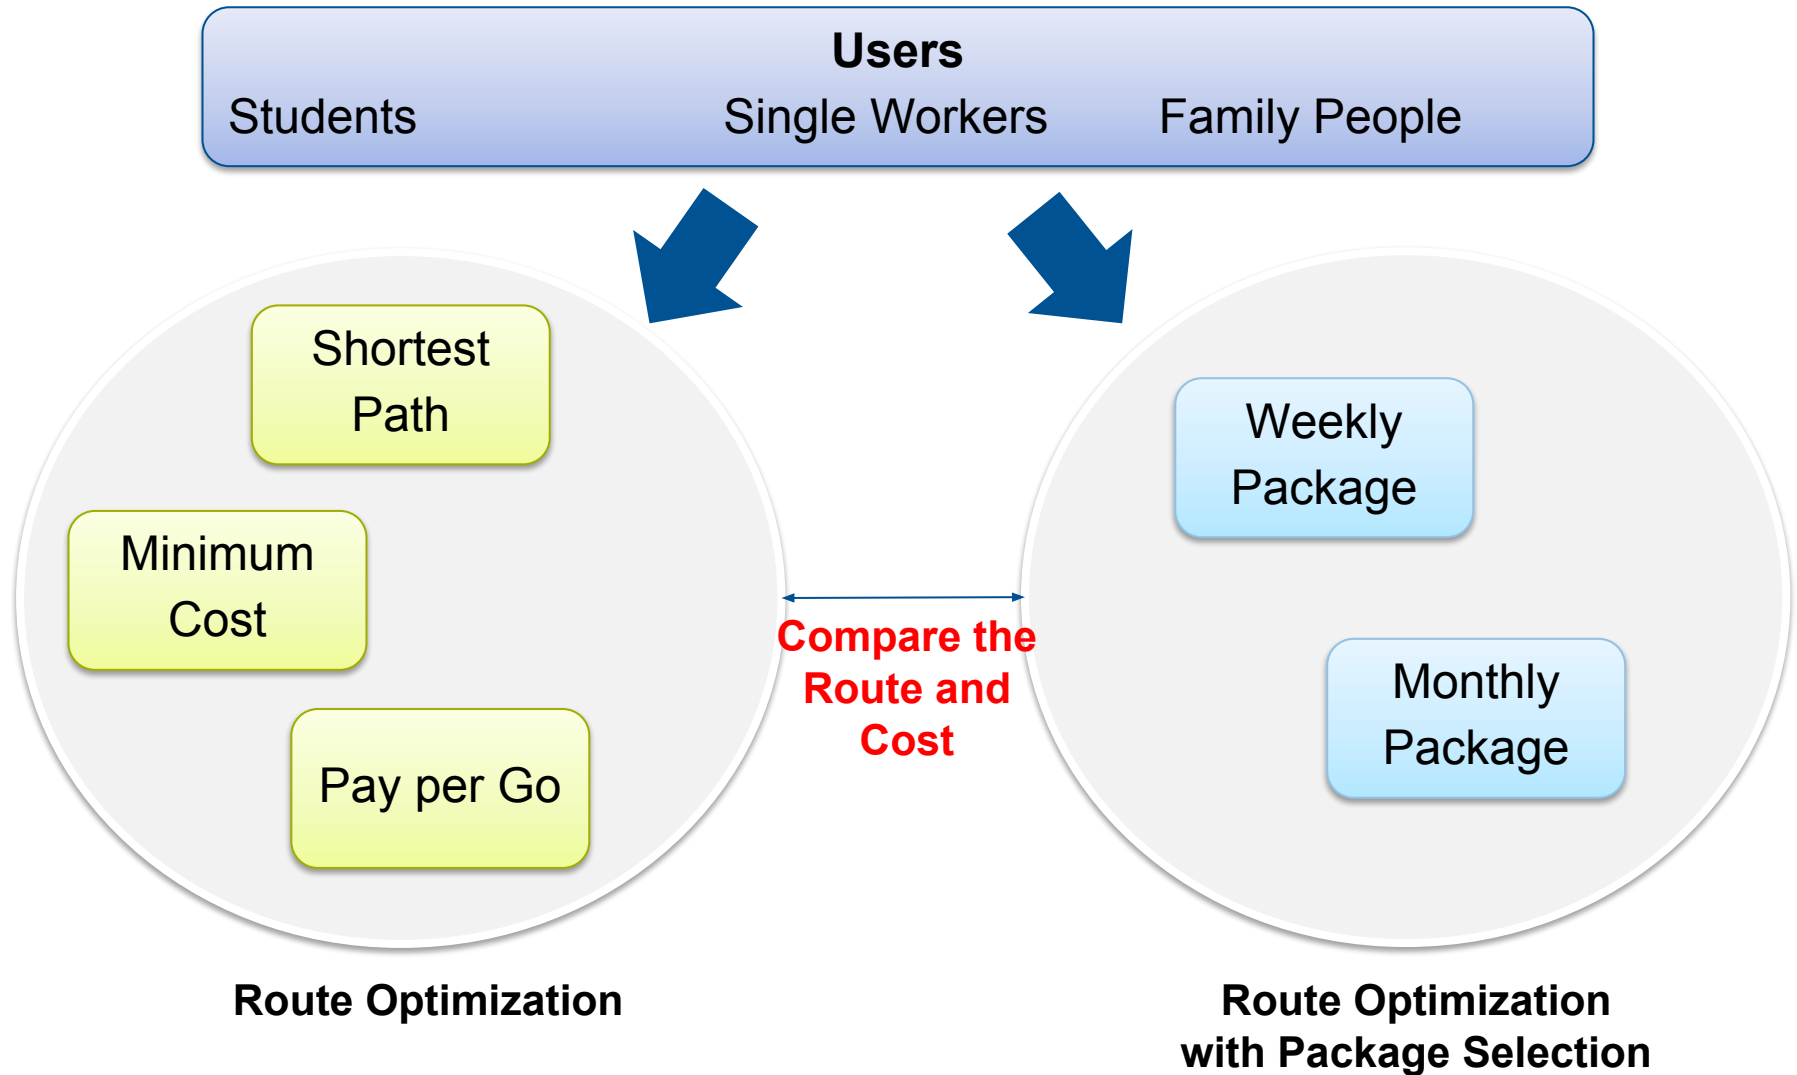 Users
Students Single Workers Family People
Shortest
Path
Minimum
Cost
Pay per Go
Compare the
Route and
Cost
Weekly
Package
Monthly
Package
Route Optimization
Route Optimization
with Package Selection